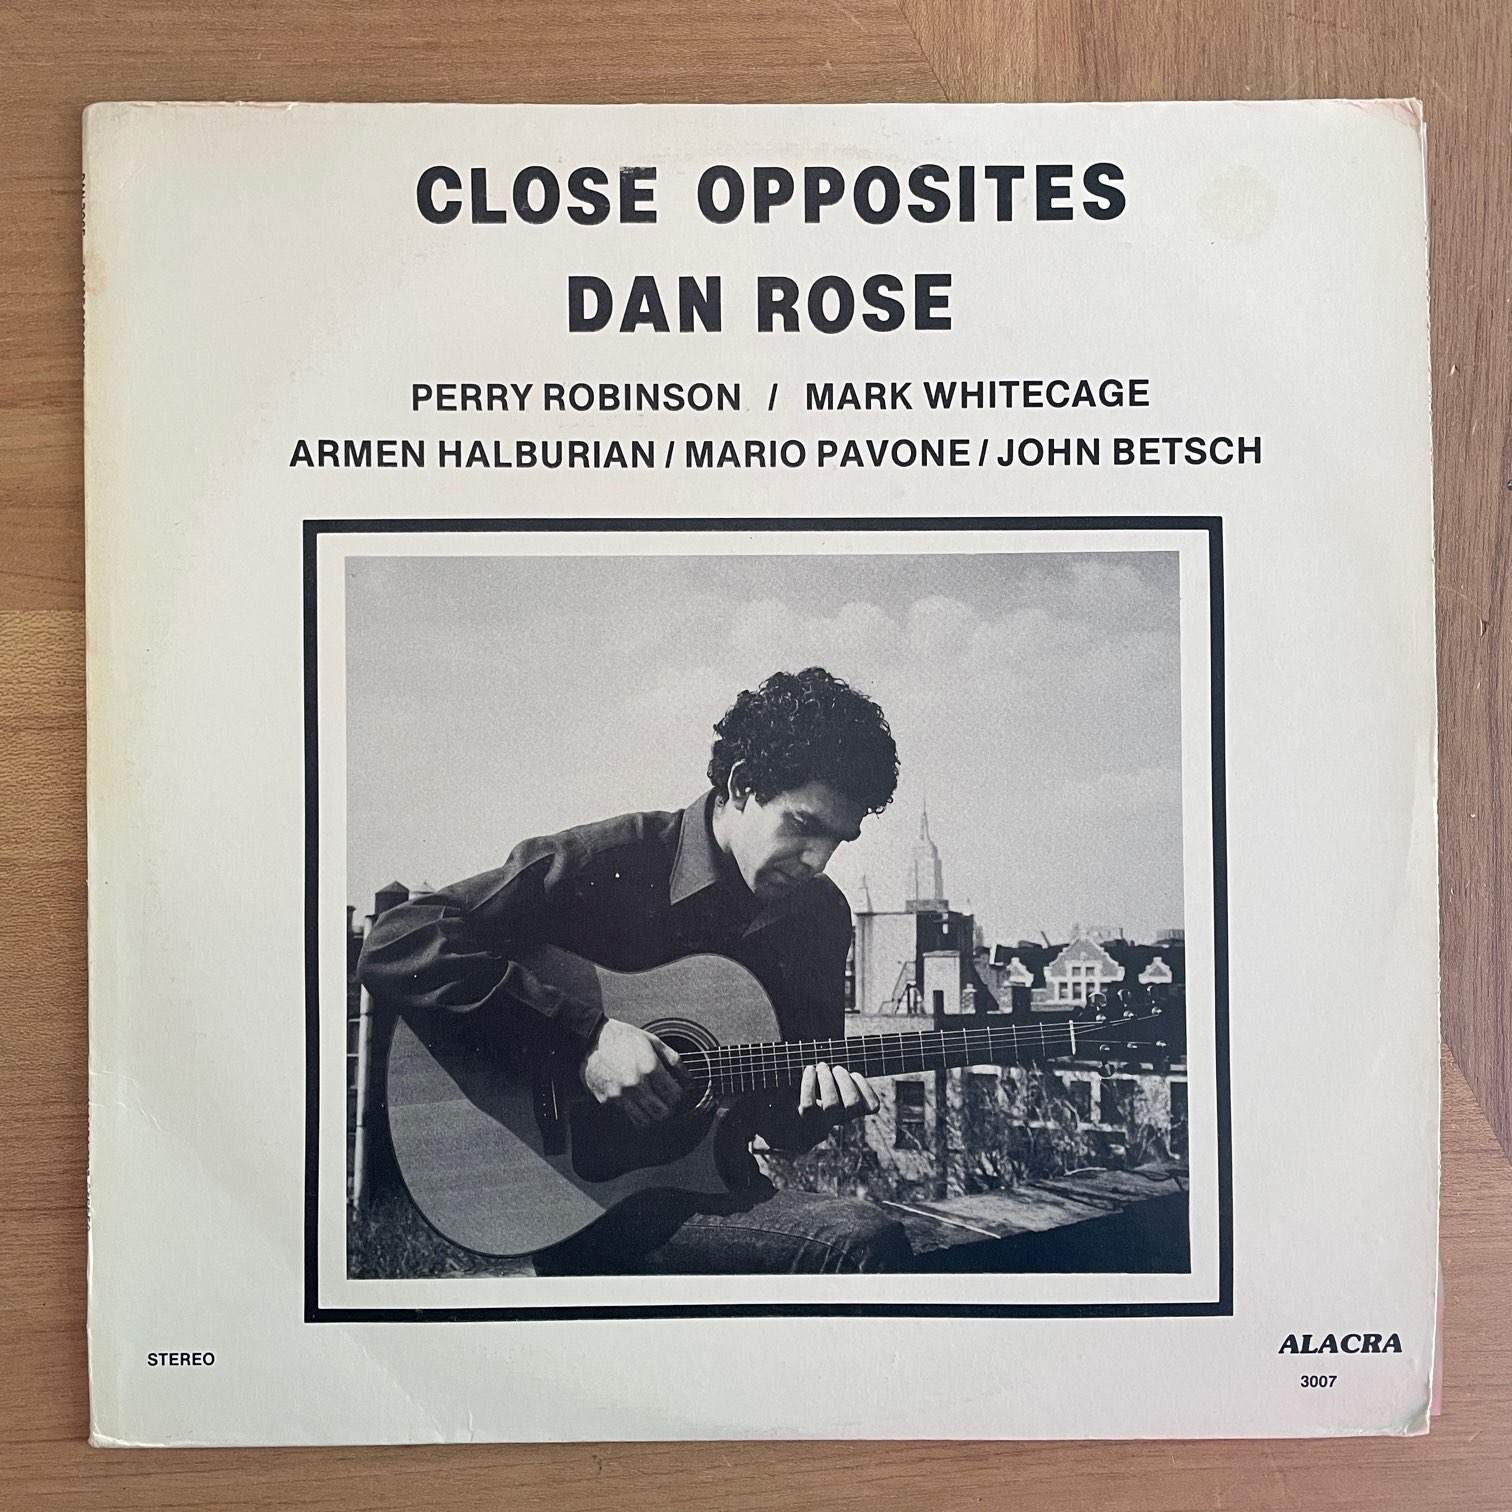 CLOSE OPPOSITES
DAN ROSE
PERRY ROBINSON / MARK WHITECAGE
ARMEN HALBURIAN / MARIO PAVONE / JOHN BETSCH
STEREO
ALACRA
3007